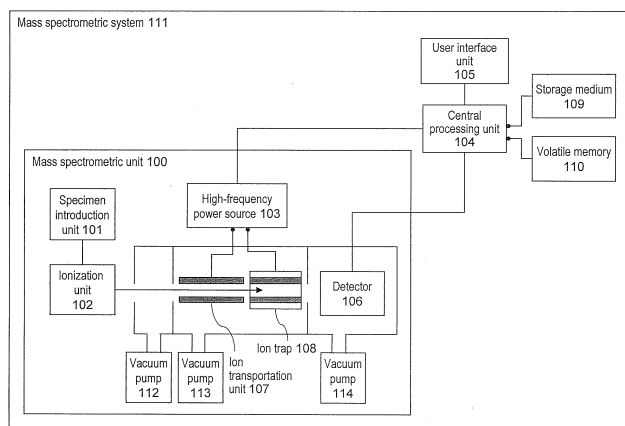 Mass spectrometric system 111
User interface
unit
105
Storage medium
109
Central
processing unit
104
Volatile memory
110
Mass spectrometric unit 100
High-frequency
power source 103
Specimen
introduction
unit 101
Ionization
unit
102
Detector
106
Ion trap 108
Ion
transportation
unit 107
Vacuum
pump
112
Vacuum
pump
113
Vacuum
pump
114